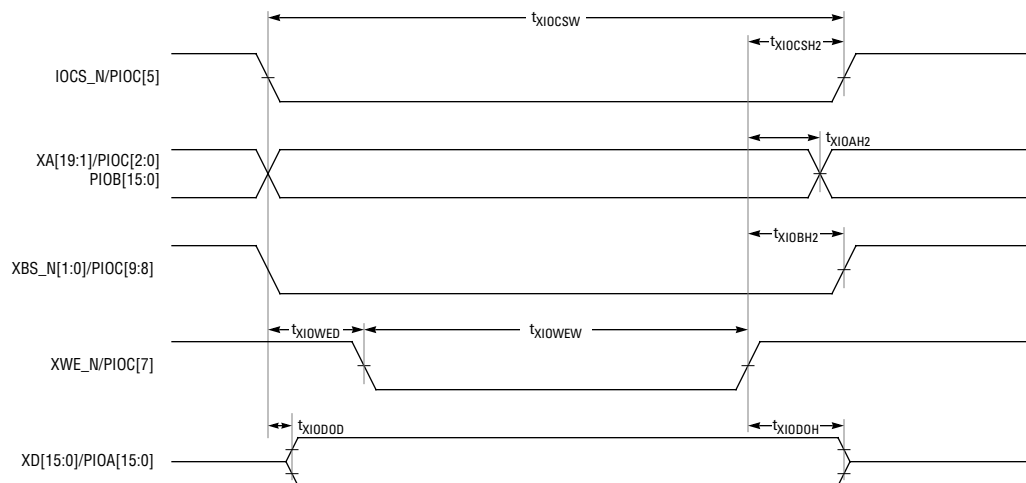 tXIOCSW
tXIOCSH2
IOCS_N/PIOC[5]
tXIOAH2
XA[19:1]/PIOC[2:0]
PIOB[15:0]
tXIOBH2
XBS_N[1:0]/PIOC[9:8]
tXIOWED
tXIOWEW
XWE_N/PIOC[7]
tXIODOD
tXIODOH
XD[15:0]/PIOA[15:0]